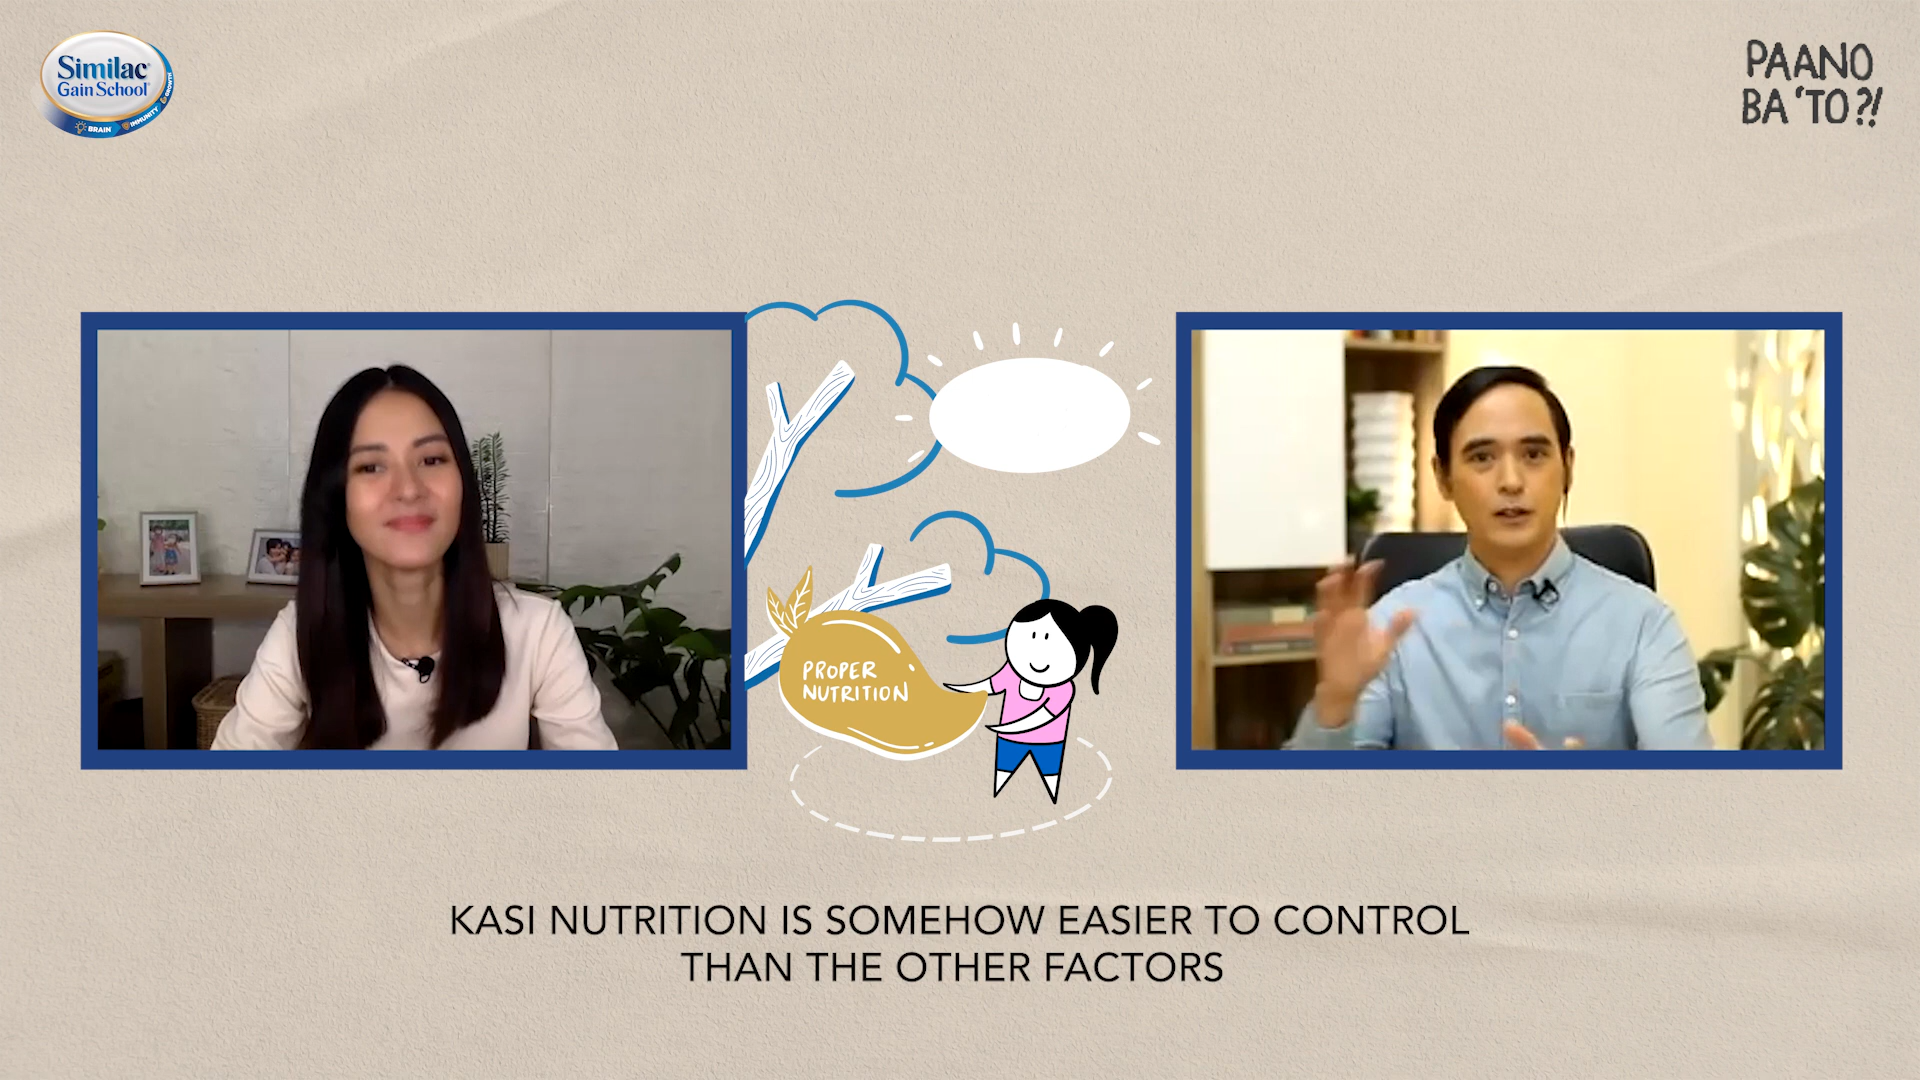 Similac
Gain School
BRAIN
IMMUNITY
GROWTH
PAANO
BA 'TO?!
PROPER
NUTRITION
KASI NUTRITION IS SOMEHOW EASIER TO CONTROL
THAN THE OTHER FACTORS